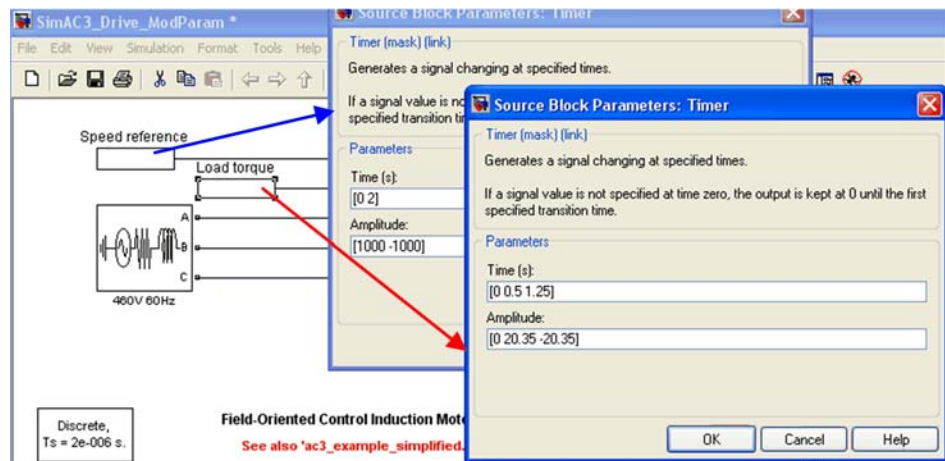 SimAC3_Drive_ModParam *
File Edit View Simulation Format Tools Help
Speed reference
Load torque
A
B
C
460V 60Hz
Discrete,
Ts = 2e-006 s.
Field-Oriented Control Induction
See also 'ac3_example_simplified.
Source Block Parameters: Timer
Timer (mask) (link)
Generates a signal changing at specified times.
If a signal value is
specified transition
Parameters
Time (s):
[0 2]
Amplitude:
[1000 -1000]
Source Block Parameters: Timer
Timer (mask) (link)
Generates a signal changing at specified times.
If a signal value is not specified at time zero, the output is kept at 0 until the first
specified transition time.
Parameters
Time (s):
[0 0.5 1.25]
Amplitude:
[0 20.35 -20.35]
OK Cancel Help